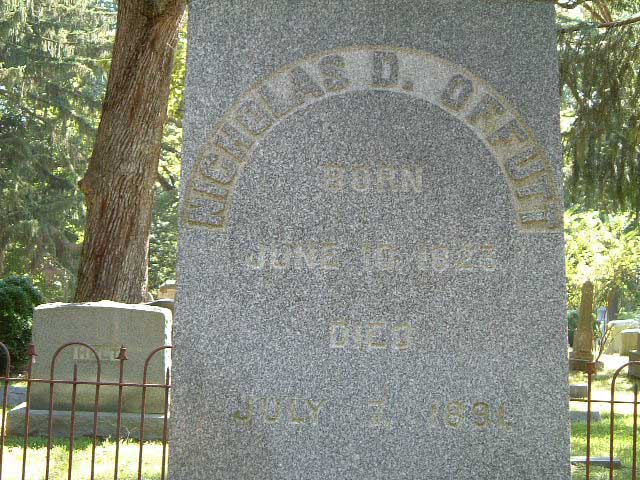 NICHOLAS D. OFFUTT
BORN
JUNE 10, 1823
DIED
JULY 7, 1891.